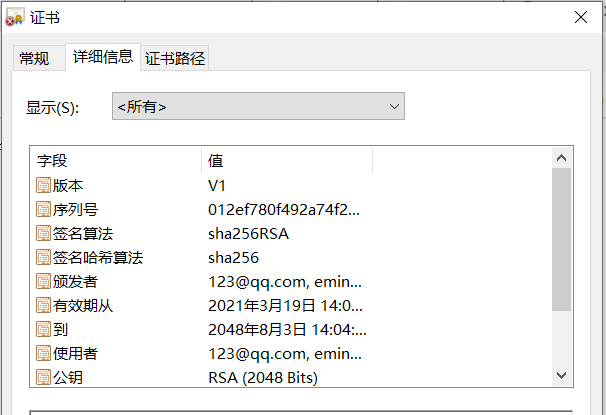 证书
常规 详细信息 证书路径
显示(S): <所有>
字段 值
版本 V1
序列号 012ef780f492a74f2...
签名算法 sha256RSA
签名哈希算法 sha256
颁发者 123@qq.com, emin...
有效期从 2021年3月19日 14:0...
到 2048年8月3日 14:04:...
使用者 123@qq.com, emin...
公钥 RSA (2048 Bits)